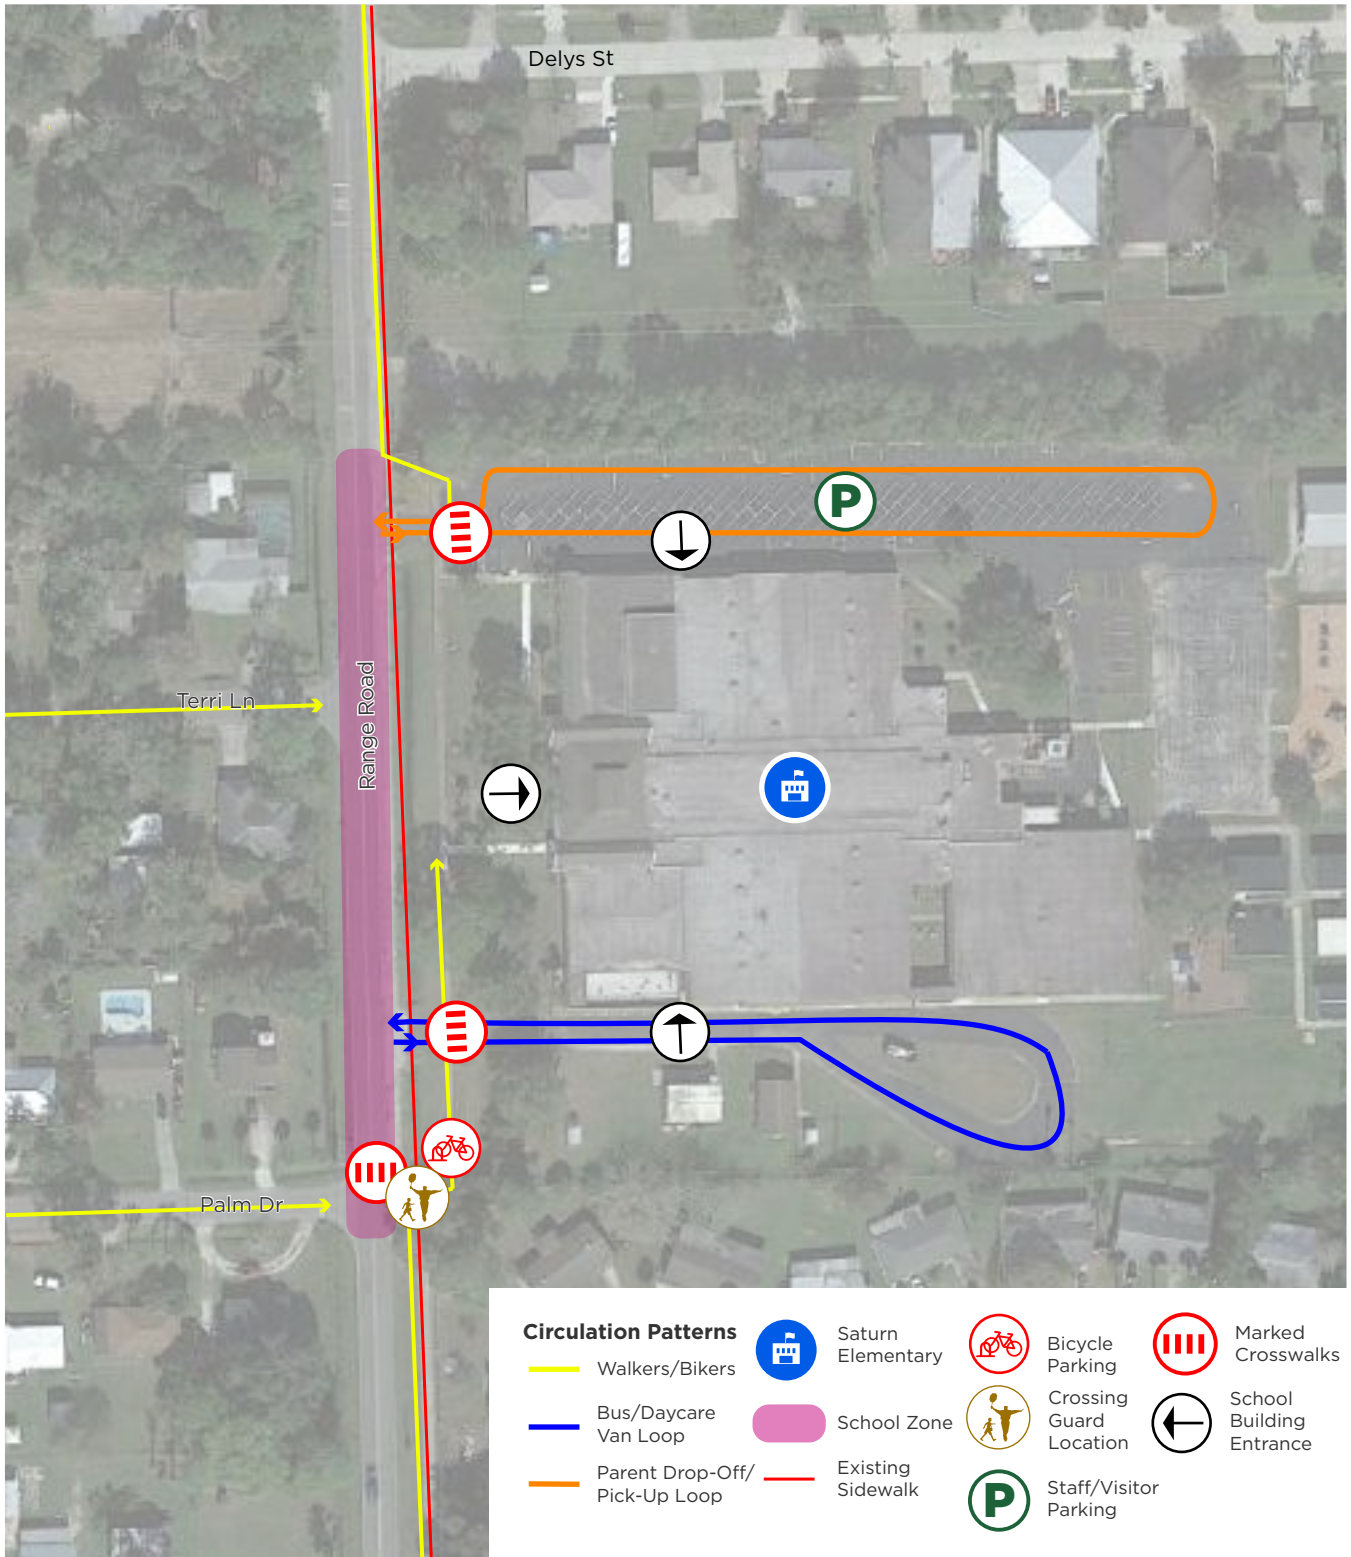 Delys St
Terri Ln
Range Road
P
Palm Dr
Circulation Patterns
Walkers/Bikers
Bus/Daycare
Van Loop
Parent Drop-Off/
Pick-Up Loop
Saturn
Elementary
School Zone
Existing
Sidewalk
Bicycle
Parking
Crossing
Guard
Location
P
Staff/Visitor
Parking
Marked
Crosswalks
School
Building
Entrance